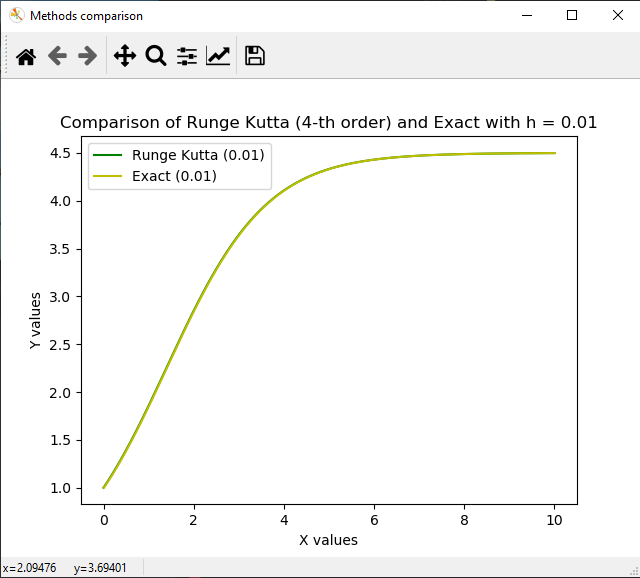 Methods comparison
Comparison of Runge Kutta (4-th order) and Exact with h = 0.01
Runge Kutta (0.01)
Exact (0.01)
4.5
4.0
3.5
3.0
2.5
2.0
1.5
1.0
Y values
0 2 4 6 8 10
X values
x=2.09476 y=3.69401